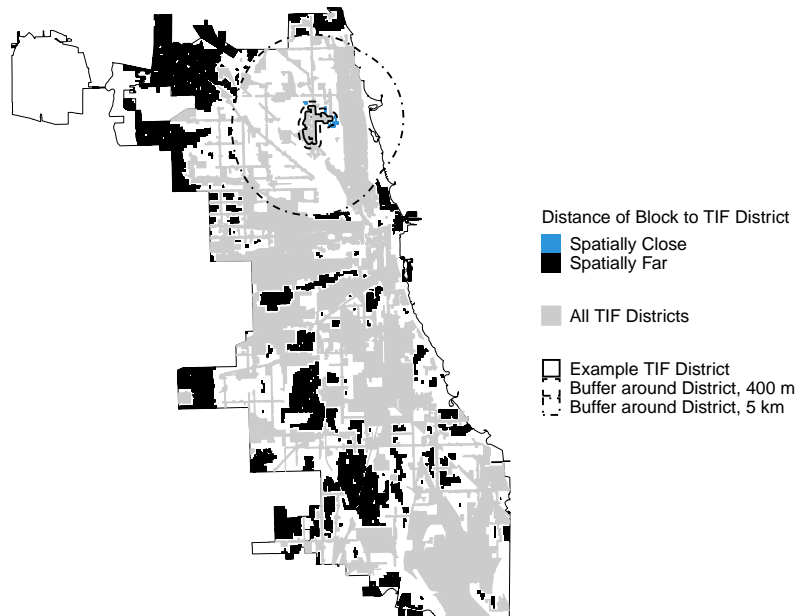 Distance of Block to TIF District
Spatially Close
Spatially Far
All TIF Districts
Example TIF District
Buffer around District, 400 m
Buffer around District, 5 km